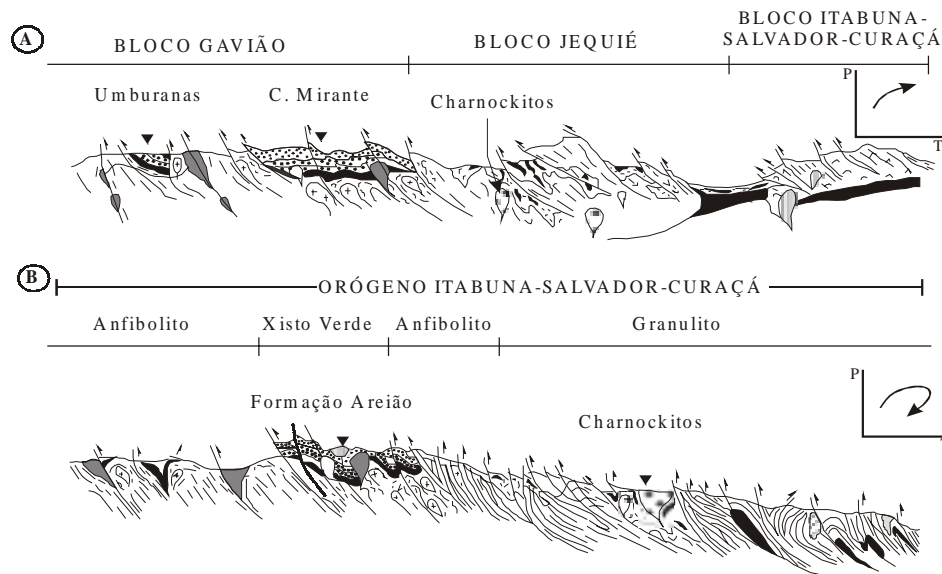 A
BLOCO GAVIÃO
BLOCO JEQUIÉ
BLOCO ITABUNA-
SALVADOR-CURAÇÁ
Umburanas
C. Mirante
Charnockitos
P
T
B
ORÓGENO ITABUNA-SALVADOR-CURAÇÁ
Anfibolito
Xisto Verde
Anfibolito
Granulito
Formação Areião
Charnockitos
P